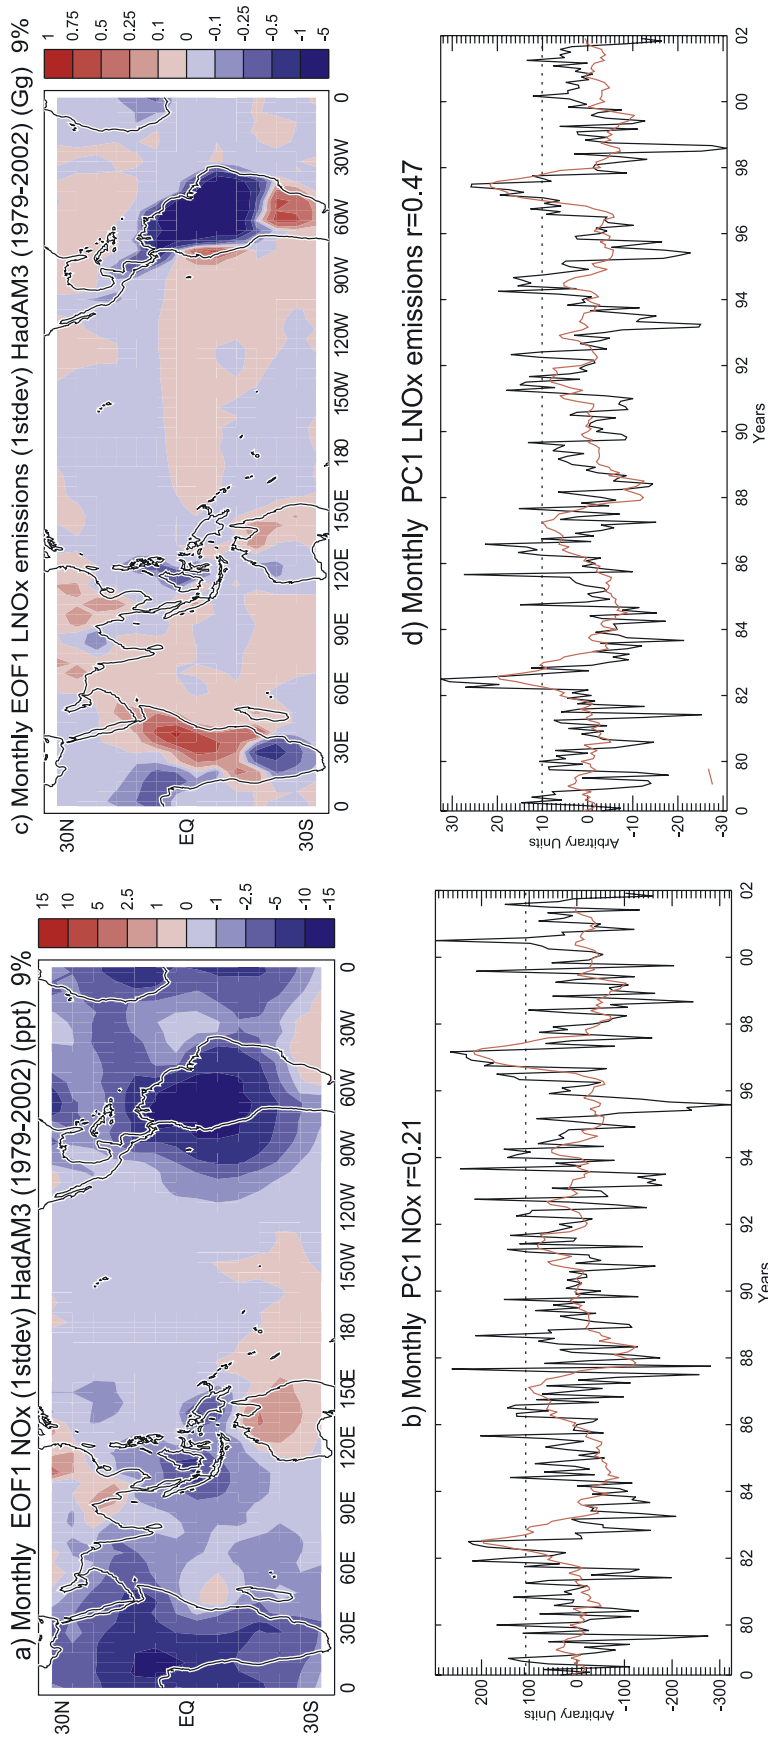 a) Monthly EOF1 NOx (1stdev) HadAM3 (1979-2002) (ppt) 9%
30N
EQ
30S
0 30E 60E 90E 120E 150E 180 150W 120W 90W 60W 30W 0
15
10
5
2.5
1
0
-1
-2.5
-5
-10
-15
b) Monthly PC1 NOx r=0.21
Arbitrary Units
200
100
0
-100
-200
-300
0 80 82 84 86 88 90 92 94 96 98 00 02
Years
c) Monthly EOF1 LNOx emissions (1stdev) HadAM3 (1979-2002) (Gg) 9%
30N
EQ
30S
0 30E 60E 90E 120E 150E 180 150W 120W 90W 60W 30W 0
1
0.75
0.5
0.25
0.1
0
-0.1
-0.25
-0.5
-1
-5
d) Monthly PC1 LNOx emissions r=0.47
Arbitrary Units
30
20
10
0
-10
-20
-30
0 80 82 84 86 88 90 92 94 96 98 00 02
Years